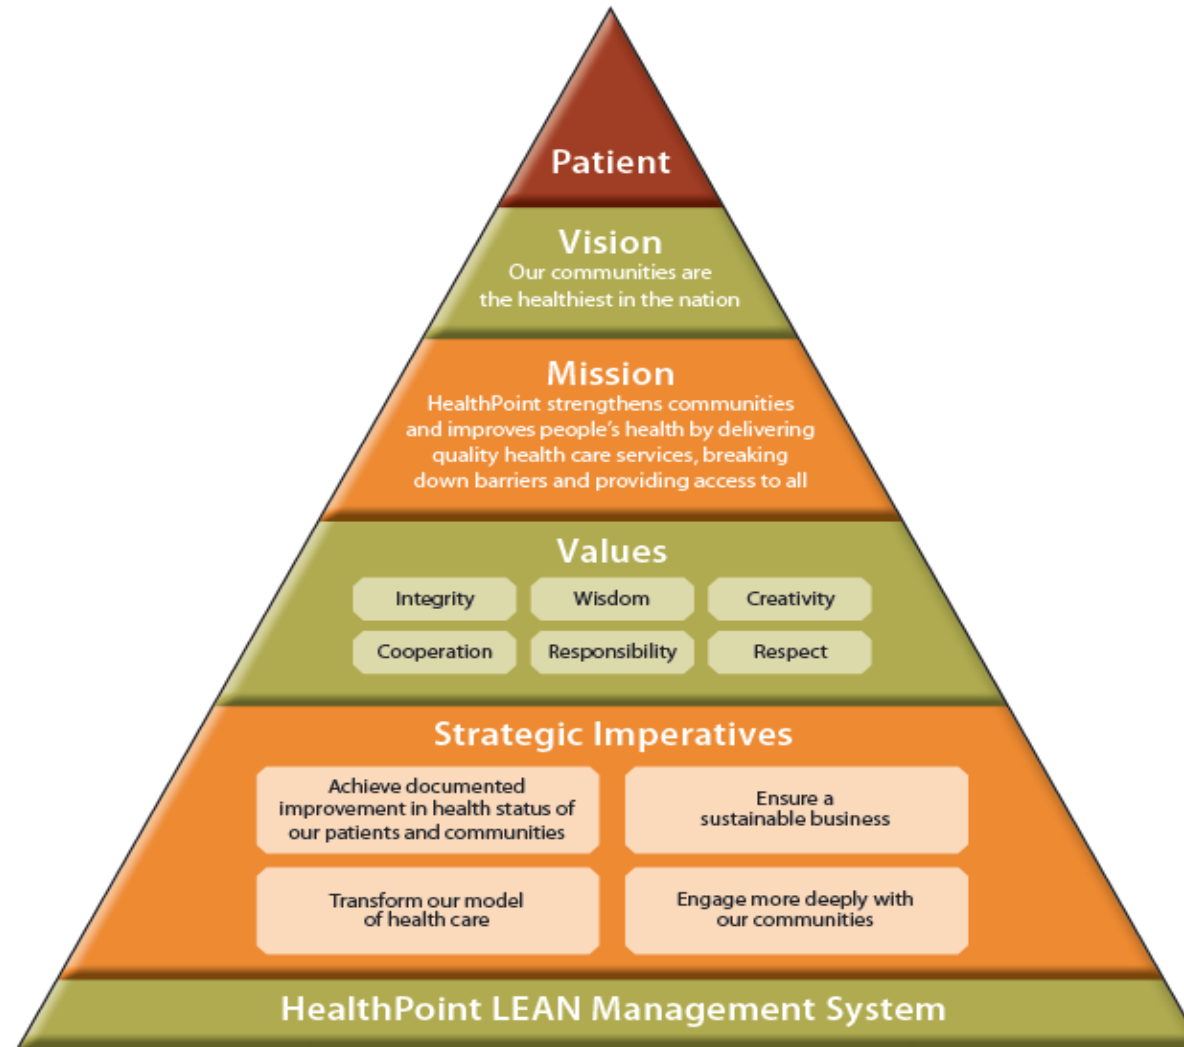 Patient
Vision
Our communities are
the healthiest in the nation
Mission
HealthPoint strengthens communities
and improves people’s health by delivering
quality health care services, breaking
down barriers and providing access to all
Values
Integrity
Wisdom
Creativity
Cooperation
Responsibility
Respect
Strategic Imperatives
Achieve documented
improvement in health status of
our patients and communities
Ensure a
sustainable business
Transform our model
of health care
Engage more deeply with
our communities
HealthPoint LEAN Management System